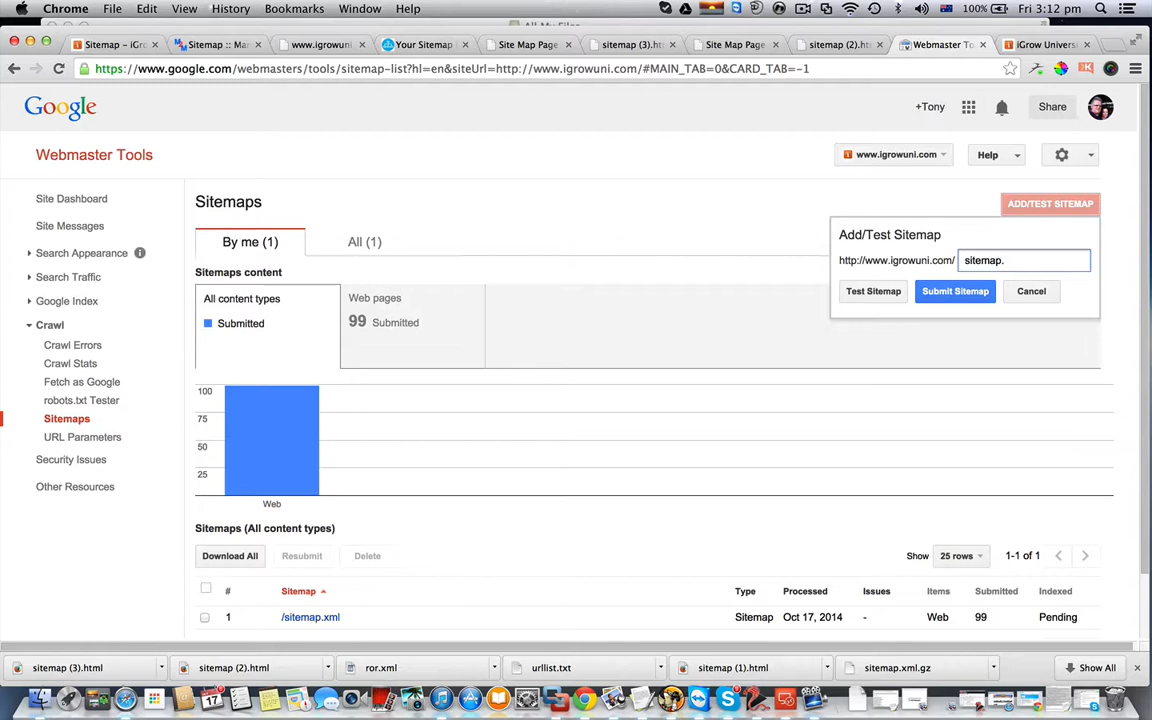 Chrome File Edit View History Bookmarks Window Help 100% Fri 3:12 pm
All My Files
Sitemap – iGro Sitemap :: Mar www.igrowuni Your Sitemap Site Map Page sitemap (3).ht Site Map Page sitemap (2).ht Webmaster To iGrow Univers
https://www.google.com/webmasters/tools/sitemap-list?hl=en&siteUrl=http://www.igrowuni.com/#MAIN_TAB=0&CARD_TAB=-1
Google +Tony Share
Webmaster Tools www.igrowuni.com Help
Site Dashboard
Site Messages
Search Appearance
Search Traffic
Google Index
Crawl
Crawl Errors
Crawl Stats
Fetch as Google
robots.txt Tester
Sitemaps
URL Parameters
Security Issues
Other Resources
Sitemaps ADD/TEST SITEMAP
By me (1) All (1)
Add/Test Sitemap
http://www.igrowuni.com/ sitemap.
Test Sitemap Submit Sitemap Cancel
Sitemaps content
All content types
Submitted
Web pages
99 Submitted
100
75
50
25
Web
Sitemaps (All content types)
Download All Resubmit Delete Show 25 rows 1-1 of 1
# Sitemap Type Processed Issues Items Submitted Indexed
1 /sitemap.xml Sitemap Oct 17, 2014 - Web 99 Pending
sitemap (3).html sitemap (2).html ror.xml urllist.txt sitemap (1).html sitemap.xml.gz Show All